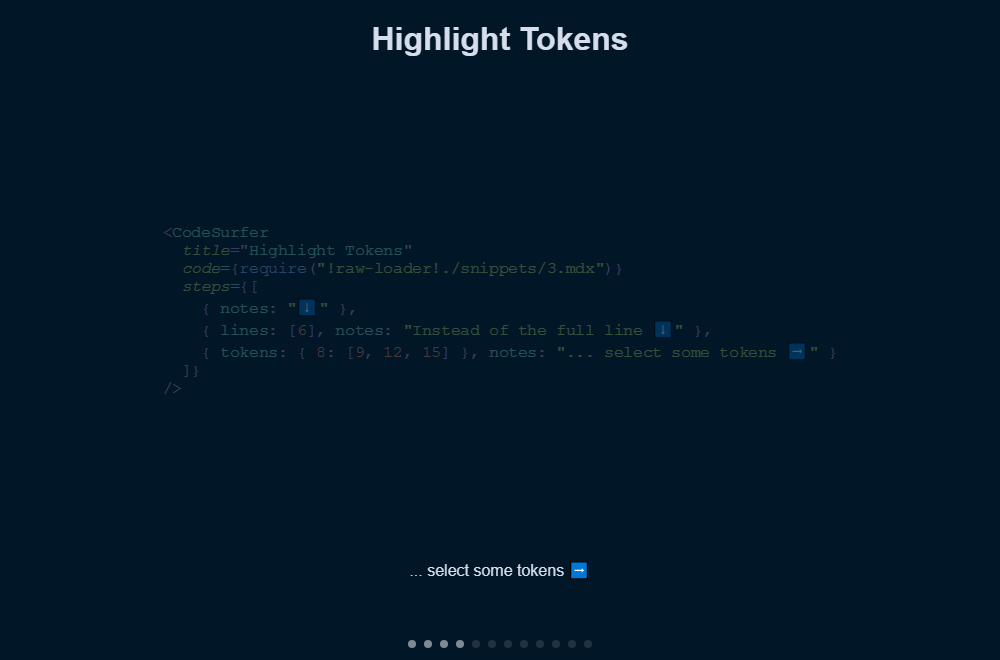 Highlight Tokens
<CodeSurfer
  title="Highlight Tokens"
  code={require("!raw-loader!./snippets/3.mdx")}
  steps={[
    { notes: "⬇️" },
    { lines: [6], notes: "Instead of the full line ⬇️" },
    { tokens: { 8: [9, 12, 15] }, notes: "... select some tokens ➡️" }
  ]}
/>
... select some tokens ➡️